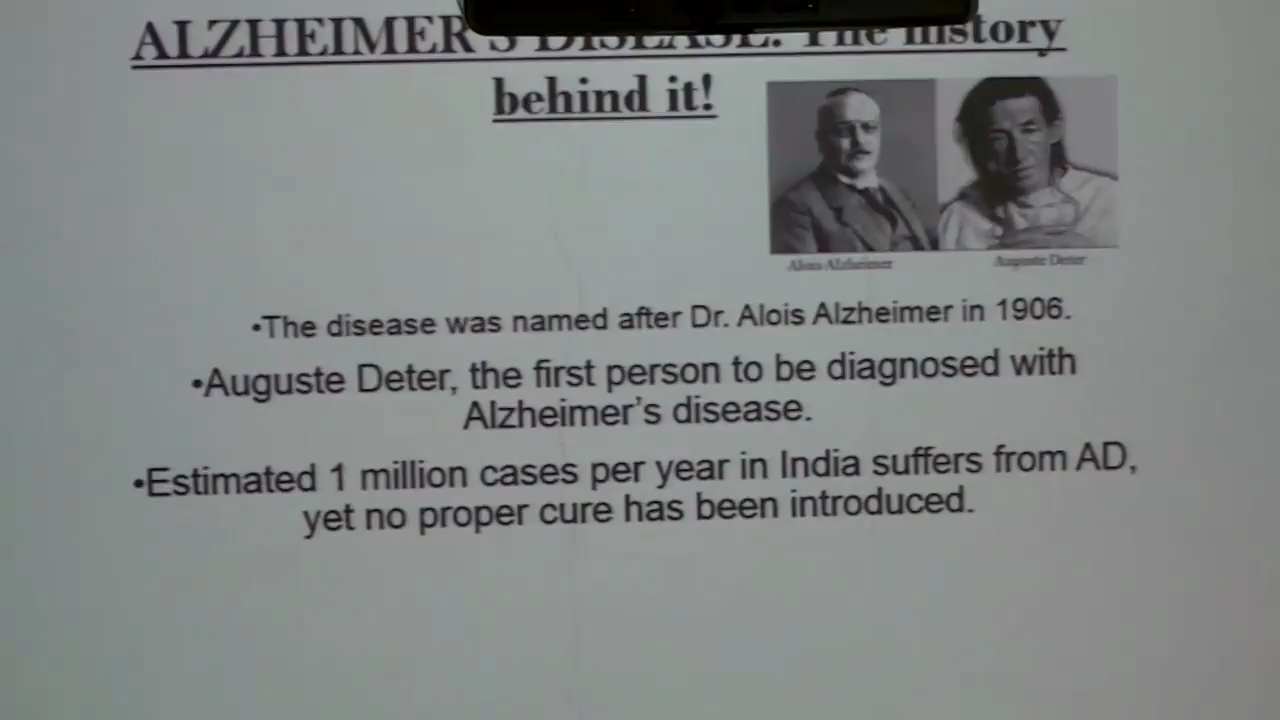 ALZHEIMER'S DISEASE: The history
behind it!
Alois Alzheimer
Auguste Deter
•The disease was named after Dr. Alois Alzheimer in 1906.
•Auguste Deter, the first person to be diagnosed with
Alzheimer's disease.
•Estimated 1 million cases per year in India suffers from AD,
yet no proper cure has been introduced.